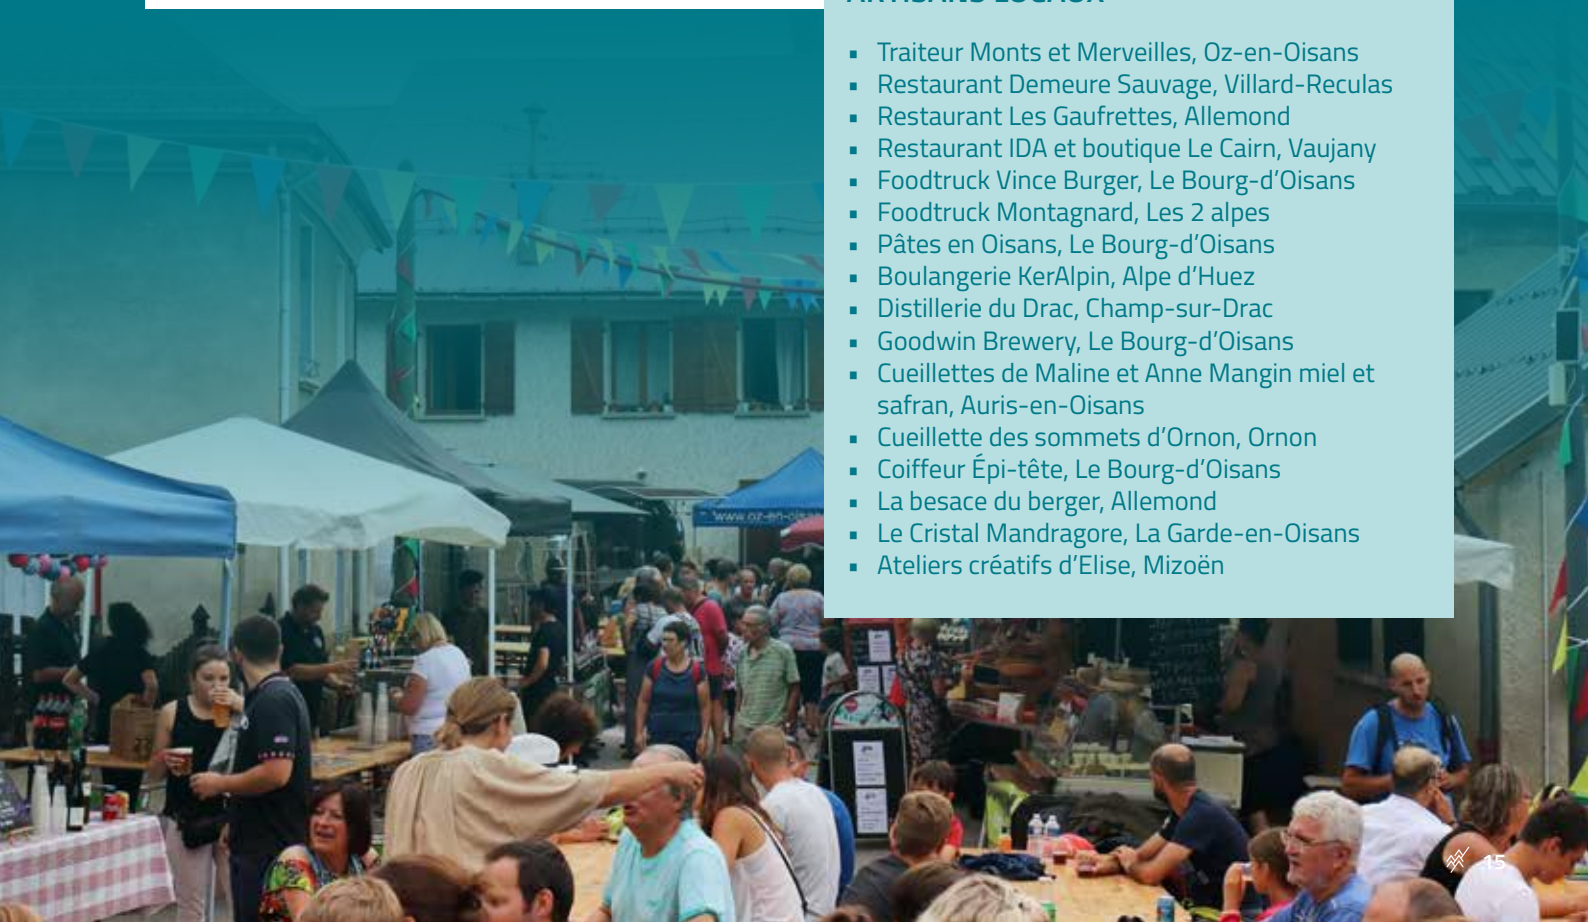 ARTISANS LOCAUX
▪ Traiteur Monts et Merveilles, Oz-en-Oisans
▪ Restaurant Demeure Sauvage, Villard-Reculas
▪ Restaurant Les Gaufrettes, Allemond
▪ Restaurant IDA et boutique Le Cairn, Vaujany
▪ Foodtruck Vince Burger, Le Bourg-d’Oisans
▪ Foodtruck Montagnard, Les 2 alpes
▪ Pâtes en Oisans, Le Bourg-d’Oisans
▪ Boulangerie KerAlpin, Alpe d’Huez
▪ Distillerie du Drac, Champ-sur-Drac
▪ Goodwin Brewery, Le Bourg-d’Oisans
▪ Cueillettes de Maline et Anne Mangin miel et
safran, Auris-en-Oisans
▪ Cueillette des sommets d’Ornon, Ornon
▪ Coiffeur Épi-tête, Le Bourg-d’Oisans
▪ La besace du berger, Allemond
▪ Le Cristal Mandragore, La Garde-en-Oisans
▪ Ateliers créatifs d’Elise, Mizoën
15